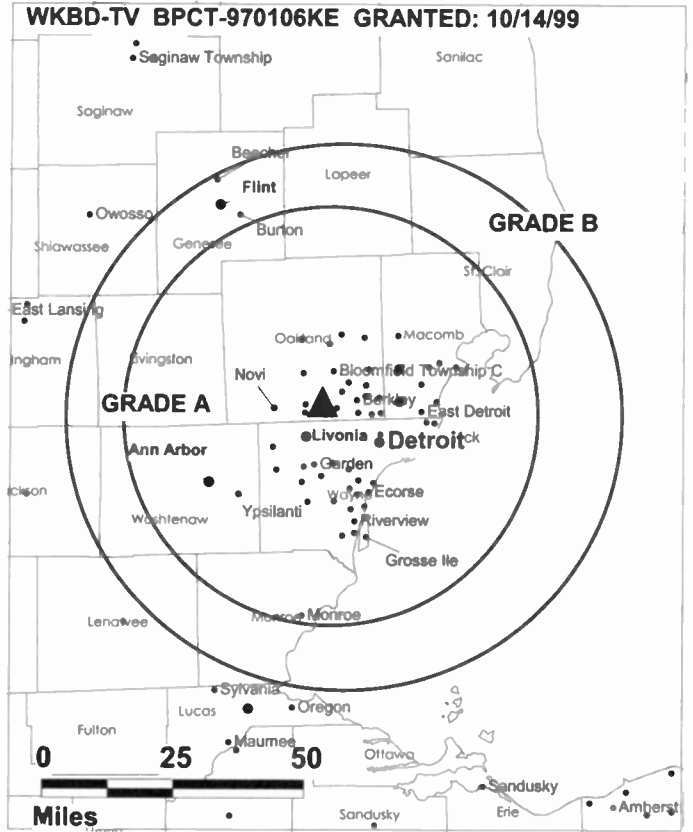 WKBD-TV BPCT-970106KE GRANTED: 10/14/99
Saginaw Township
Sanilac
Saginaw
Beecher
Lapeer
Flint
Owosso
GRADE B
Burton
Shiawassee
Genesee
St. Clair
East Lansing
Oakland
Macomb
Ingham
Livingston
Bloomfield Township C
Novi
GRADE A
Berkley
East Detroit
Livonia
Detroit
ck
Ann Arbor
Garden
ckson
Wayne
Ecorse
Washtenaw
Ypsilanti
Riverview
Grosse Ile
Lenawee
Monroe
Monroe
Sylvania
Lucas
Oregon
Fulton
Maumee
0 25 50
Ottawa
Sandusky
Miles
Sandusky
Erie
Amherst